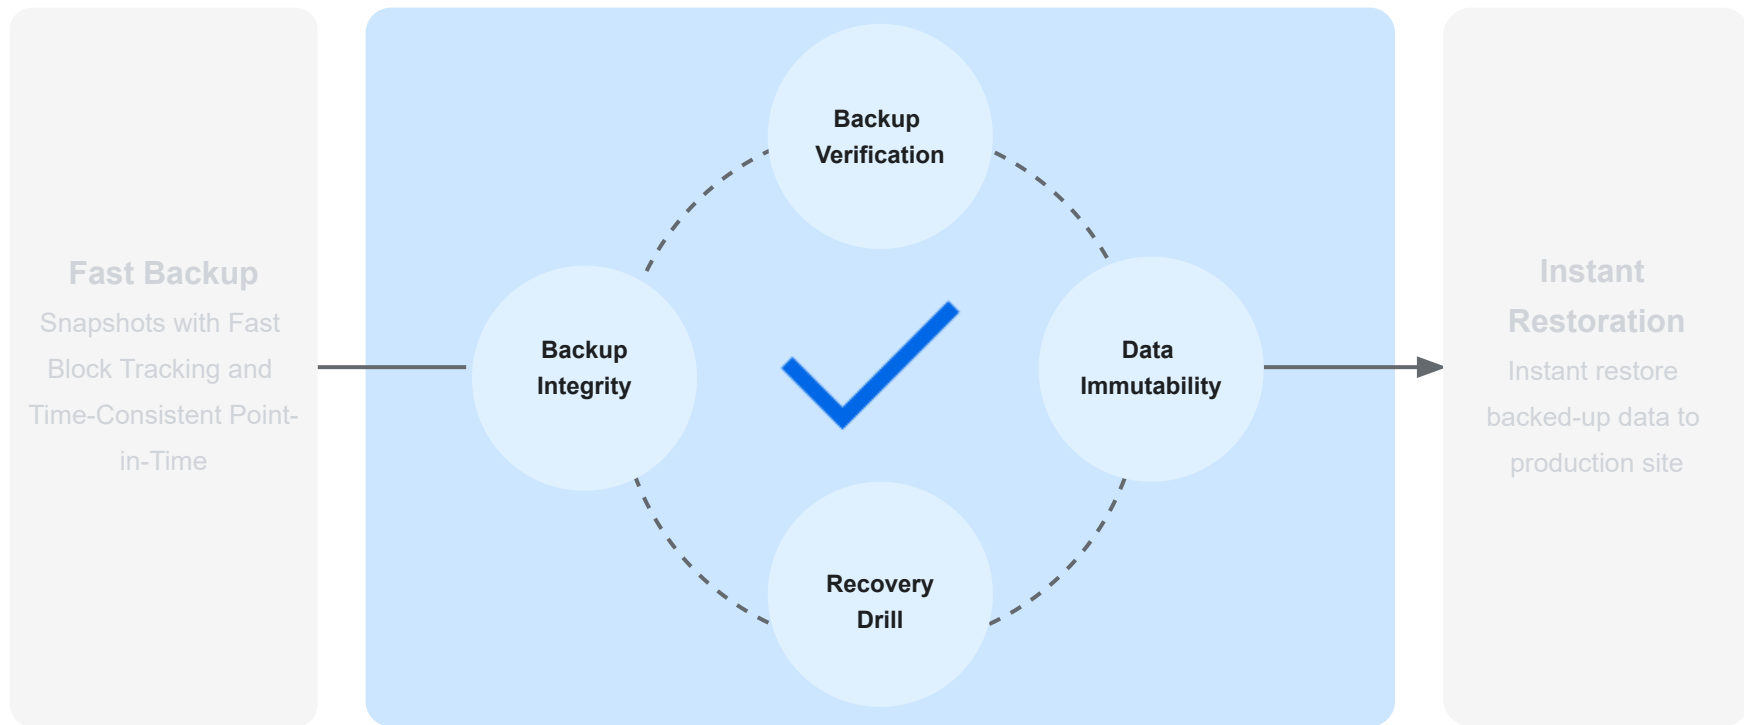 Fast Backup
Snapshots with Fast
Block Tracking and
Time-Consistent Point-
in-Time
Backup
Verification
Backup
Integrity
Data
Immutability
Recovery
Drill
Instant
Restoration
Instant restore
backed-up data to
production site